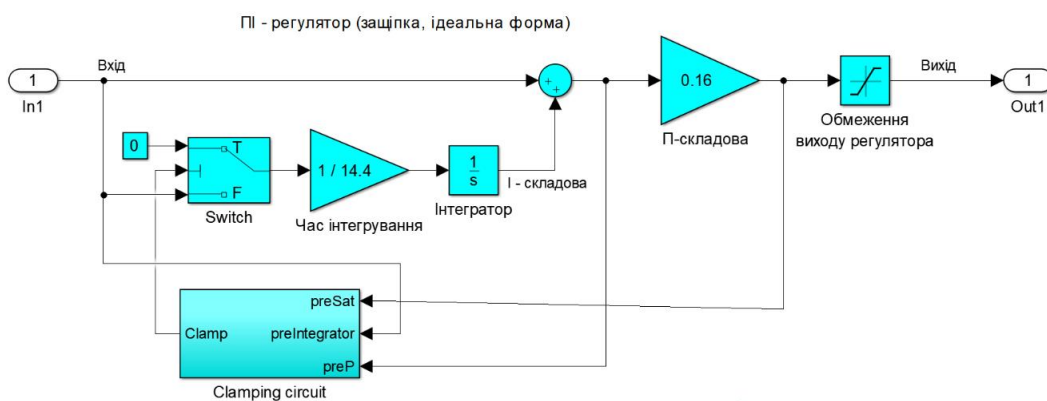 ПІ - регулятор (защіпка, ідеальна форма)
Вхід
1
In1
+
+
0.16
П-складова
Обмеження
виходу регулятора
Вихід
1
Out1
0
T
F
Switch
1 / 14.4
Час інтегрування
1
s
Інтегратор
І - складова
preSat
Clamp
preIntegrator
preP
Clamping circuit